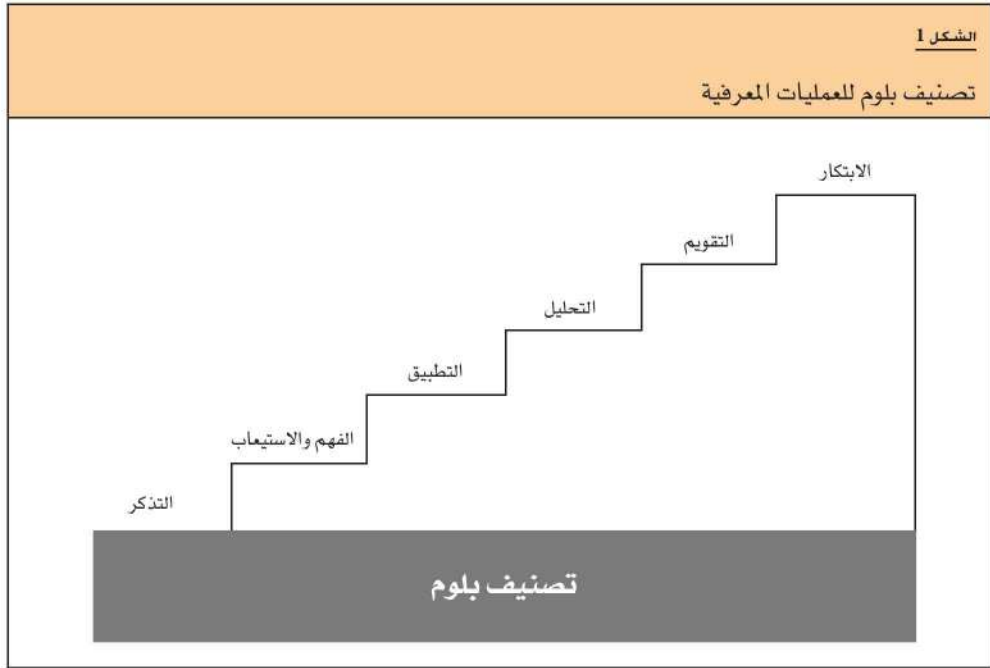 الشكل 1
تصنيف بلوم للعمليات المعرفية
الابتكار
التقويم
التحليل
التطبيق
الفهم والاستيعاب
التذكر
تصنيف بلوم